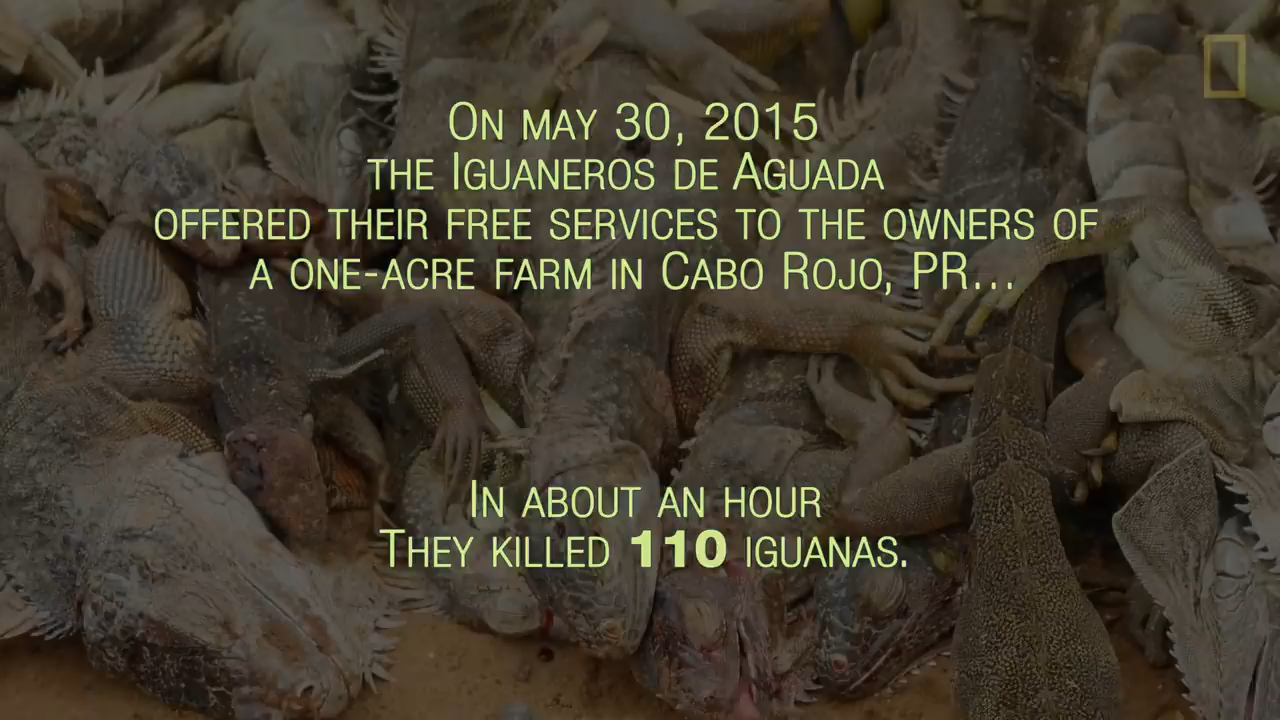 On may 30, 2015
the Iguaneros de Aguada
offered their free services to the owners of
a one-acre farm in Cabo Rojo, PR...
In about an hour
They killed 110 iguanas.